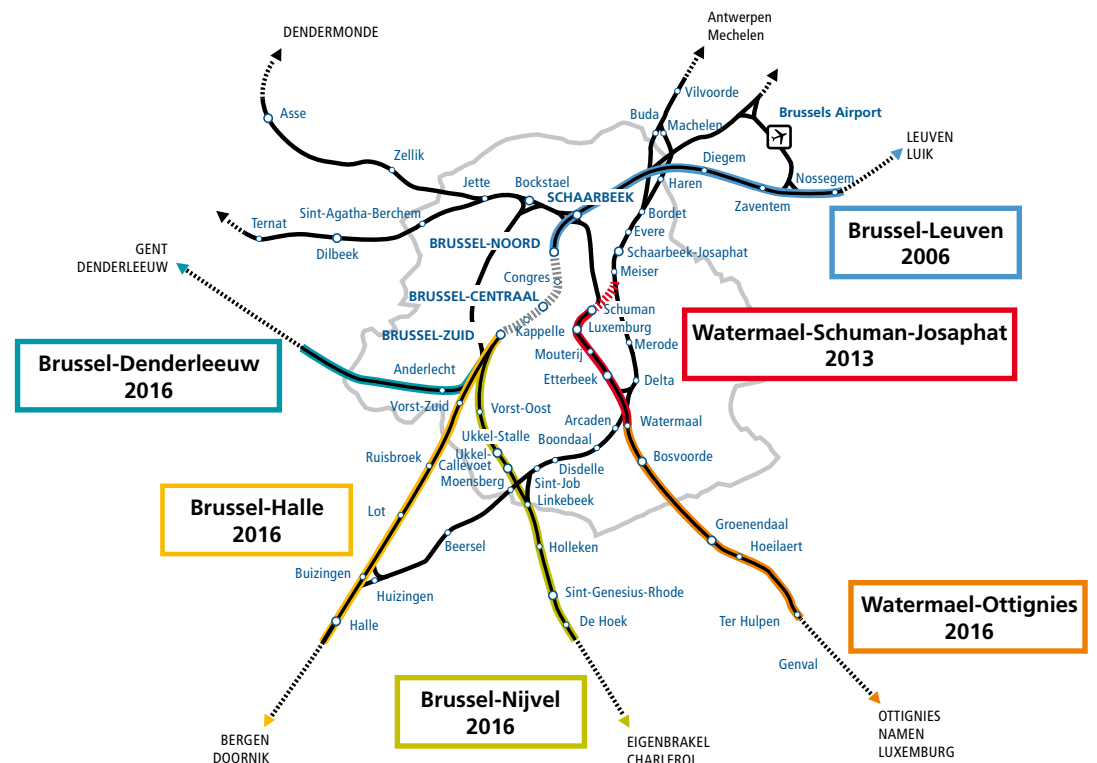 DENDERMONDE
Antwerpen
Mechelen
Asse
Vilvoorde
Buda
Machelen
Brussels Airport
LEUVEN
LUIK
Zellik
Diegem
Jette
Bockstael
Haren
Nossegem
SCHAARBEEK
Zaventem
Sint-Agatha-Berchem
Bordet
Ternat
Evere
Dilbeek
BRUSSEL-NOORD
Schaarbeek-Josaphat
Brussel-Leuven
2006
GENT
DENDERLEEUW
Congres
Meiser
BRUSSEL-CENTRAAL
Schuman
BRUSSEL-ZUID
Kappelle
Luxemburg
Watermael-Schuman-Josaphat
2013
Merode
Mouterij
Brussel-Denderleeuw
2016
Anderlecht
Etterbeek
Delta
Vorst-Zuid
Vorst-Oost
Arcaden
Watermaal
Ukkel-Stalle
Boondaal
Ruisbroek
Ukkel-
Callevoet
Bosvoorde
Disdelle
Moensberg
Sint-Job
Linkebeek
Brussel-Halle
2016
Lot
Groenendaal
Beersel
Holleken
Hoeilaert
Buizingen
Huizingen
Sint-Genesius-Rhode
Watermael-Ottignies
2016
Halle
De Hoek
Ter Hulpen
Genval
Brussel-Nijvel
2016
BERGEN
DOORNIK
EIGENBRAKEL
CHARLEROI
OTTIGNIES
NAMEN
LUXEMBURG